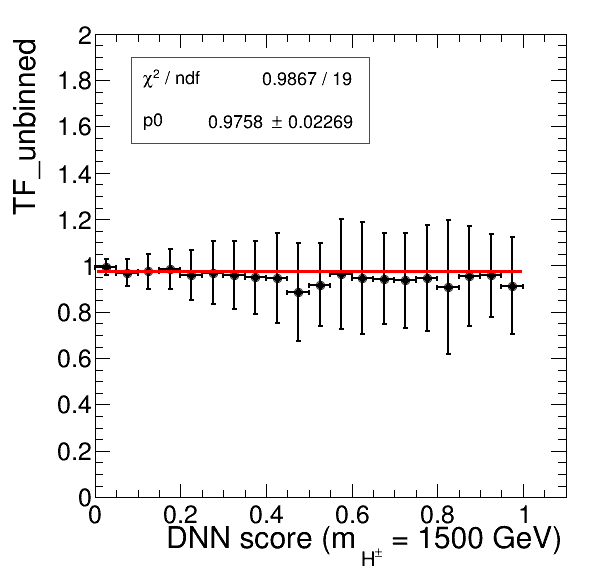 TF_unbinned
2
1.8
1.6
1.4
1.2
1
0.8
0.6
0.4
0.2
0
χ² / ndf 0.9867 / 19
p0 0.9758 ± 0.02269
0 0.2 0.4 0.6 0.8 1
DNN score (m_H± = 1500 GeV)